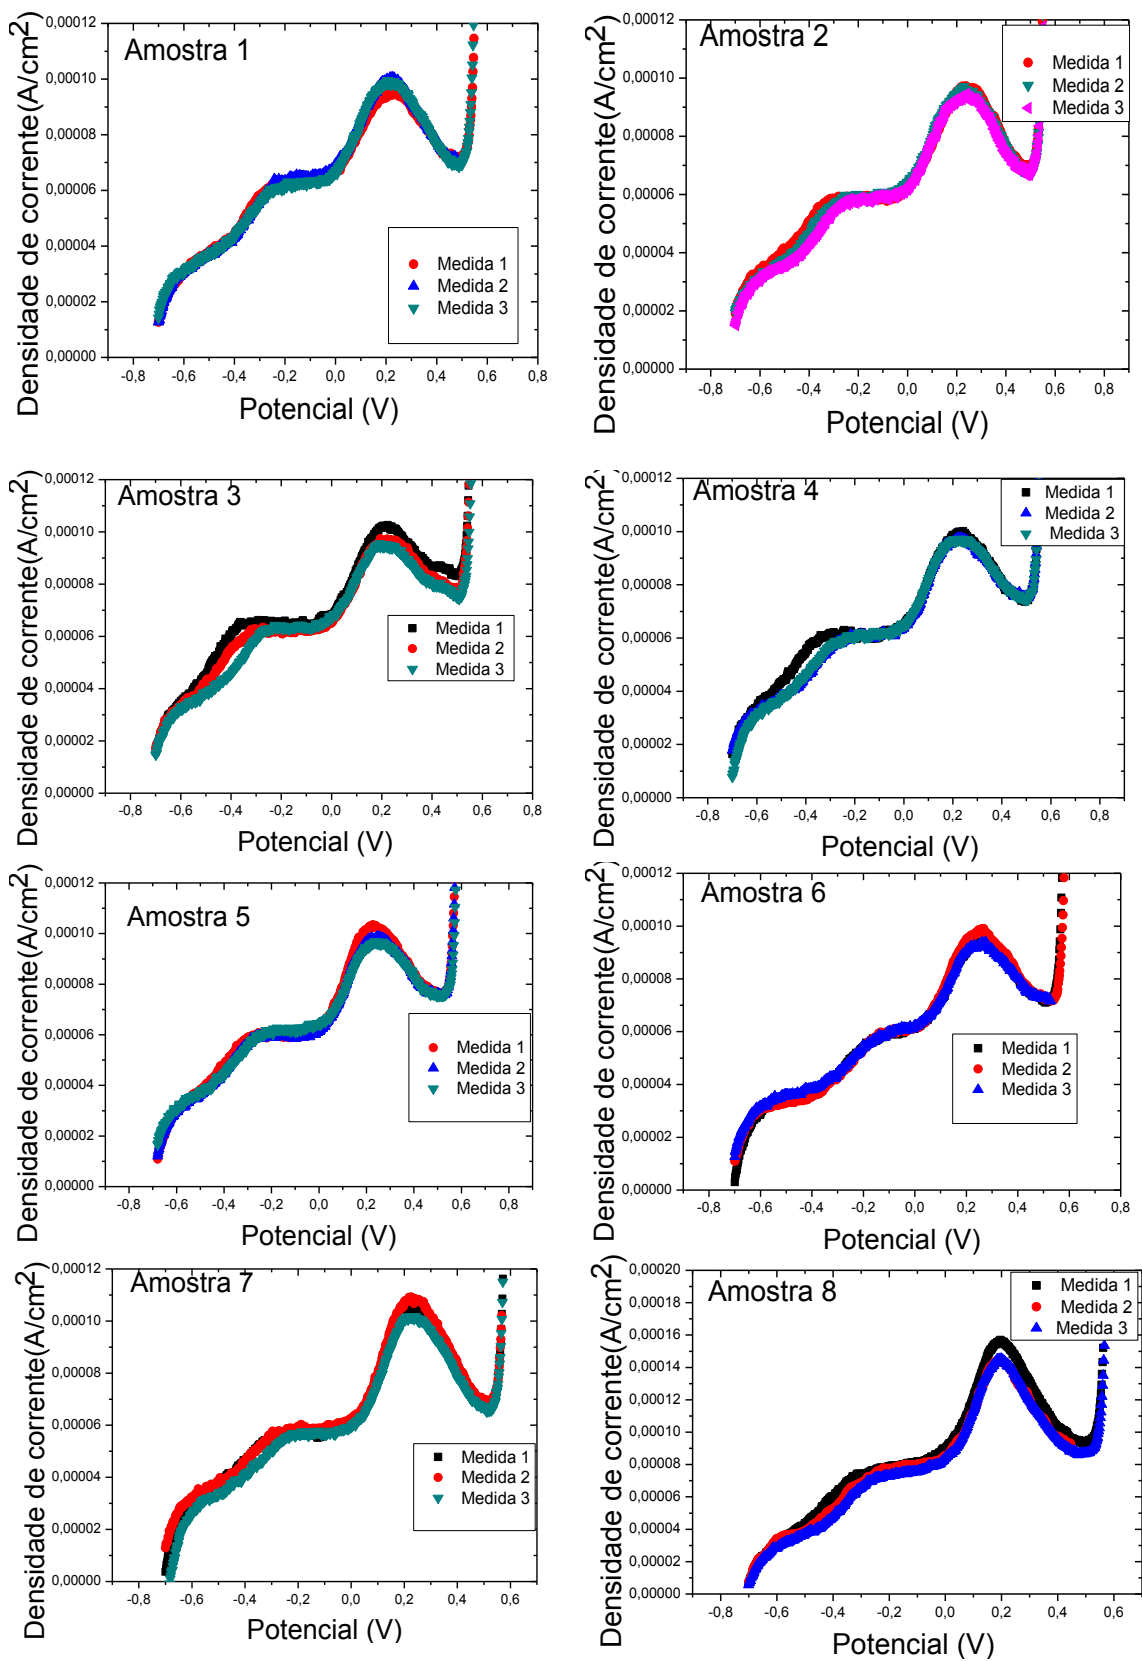 Amostra 1
Densidade de corrente(A/cm²)
0,00012
0,00010
0,00008
0,00006
0,00004
0,00002
0,00000
Medida 1
Medida 2
Medida 3
-0,8 -0,6 -0,4 -0,2 0,0 0,2 0,4 0,6 0,8
Potencial (V)
Amostra 2
Densidade de corrente(A/cm²)
0,00012
0,00010
0,00008
0,00006
0,00004
0,00002
0,00000
Medida 1
Medida 2
Medida 3
-0,8 -0,6 -0,4 -0,2 0,0 0,2 0,4 0,6 0,8
Potencial (V)
Amostra 3
Densidade de corrente(A/cm²)
0,00012
0,00010
0,00008
0,00006
0,00004
0,00002
0,00000
Medida 1
Medida 2
Medida 3
-0,8 -0,6 -0,4 -0,2 0,0 0,2 0,4 0,6 0,8
Potencial (V)
Amostra 4
Densidade de corrente(A/cm²)
0,00012
0,00010
0,00008
0,00006
0,00004
0,00002
0,00000
Medida 1
Medida 2
Medida 3
-0,8 -0,6 -0,4 -0,2 0,0 0,2 0,4 0,6 0,8
Potencial (V)
Amostra 5
Densidade de corrente(A/cm²)
0,00012
0,00010
0,00008
0,00006
0,00004
0,00002
0,00000
Medida 1
Medida 2
Medida 3
-0,8 -0,6 -0,4 -0,2 0,0 0,2 0,4 0,6 0,8
Potencial (V)
Amostra 6
Densidade de corrente(A/cm²)
0,00012
0,00010
0,00008
0,00006
0,00004
0,00002
0,00000
Medida 1
Medida 2
Medida 3
-0,8 -0,6 -0,4 -0,2 0,0 0,2 0,4 0,6 0,8
Potencial (V)
Amostra 7
Densidade de corrente(A/cm²)
0,00012
0,00010
0,00008
0,00006
0,00004
0,00002
0,00000
Medida 1
Medida 2
Medida 3
-0,8 -0,6 -0,4 -0,2 0,0 0,2 0,4 0,6
Potencial (V)
Amostra 8
Densidade de corrente(A/cm²)
0,00020
0,00018
0,00016
0,00014
0,00012
0,00010
0,00008
0,00006
0,00004
0,00002
0,00000
Medida 1
Medida 2
Medida 3
-0,8 -0,6 -0,4 -0,2 0,0 0,2 0,4 0,6
Potencial (V)